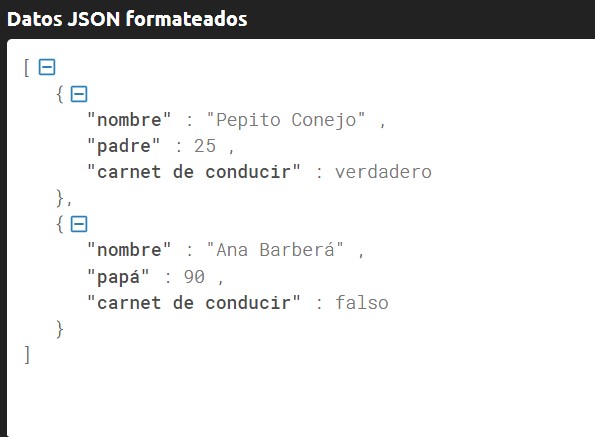 Datos JSON formateados
[
{
"nombre" : "Pepito Conejo" ,
"padre" : 25 ,
"carnet de conducir" : verdadero
},
{
"nombre" : "Ana Barberá" ,
"papá" : 90 ,
"carnet de conducir" : falso
}
]